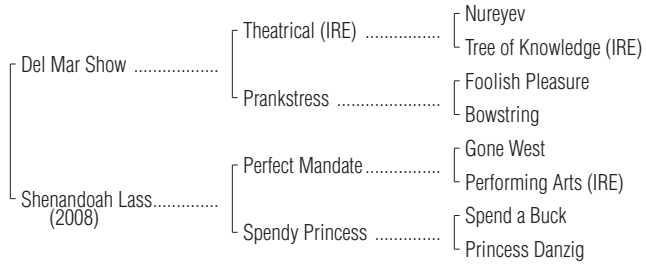 Nureyev
Theatrical (IRE) ..................
Tree of Knowledge (IRE)
Del Mar Show ....................
Foolish Pleasure
Prankstress ........................
Bowstring
Gone West
Perfect Mandate..................
Performing Arts (IRE)
Shenandoah Lass...............
(2008)
Spend a Buck
Spendy Princess ................
Princess Danzig